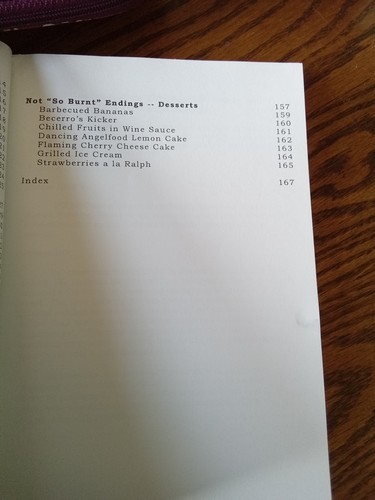 Not "So Burnt" Endings -- Desserts 157
Barbecued Bananas 159
Becerro's Kicker 160
Chilled Fruits in Wine Sauce 161
Dancing Angelfood Lemon Cake 162
Flaming Cherry Cheese Cake 163
Grilled Ice Cream 164
Strawberries a la Ralph 165
Index 167